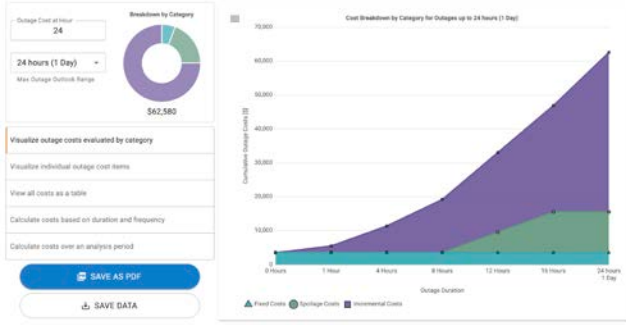 Outage Cost at Hour
24
24 hours (1 Day)
Max Outage Outlook Range
Breakdown by Category
$62,580
Visualize outage costs evaluated by category
Visualize individual outage cost items
View all costs as a table
Calculate costs based on duration and frequency
Calculate costs over an analysis period
SAVE AS PDF
SAVE DATA
Cost Breakdown by Category for Outages up to 24 hours (1 Day)
Cumulative Outage Costs ($)
70,000
60,000
50,000
40,000
30,000
20,000
10,000
0
0 Hours
1 Hour
4 Hours
8 Hours
12 Hours
16 Hours
24 hours
1 Day
Outage Duration
Fixed Costs
Spoilage Costs
Incremental Costs